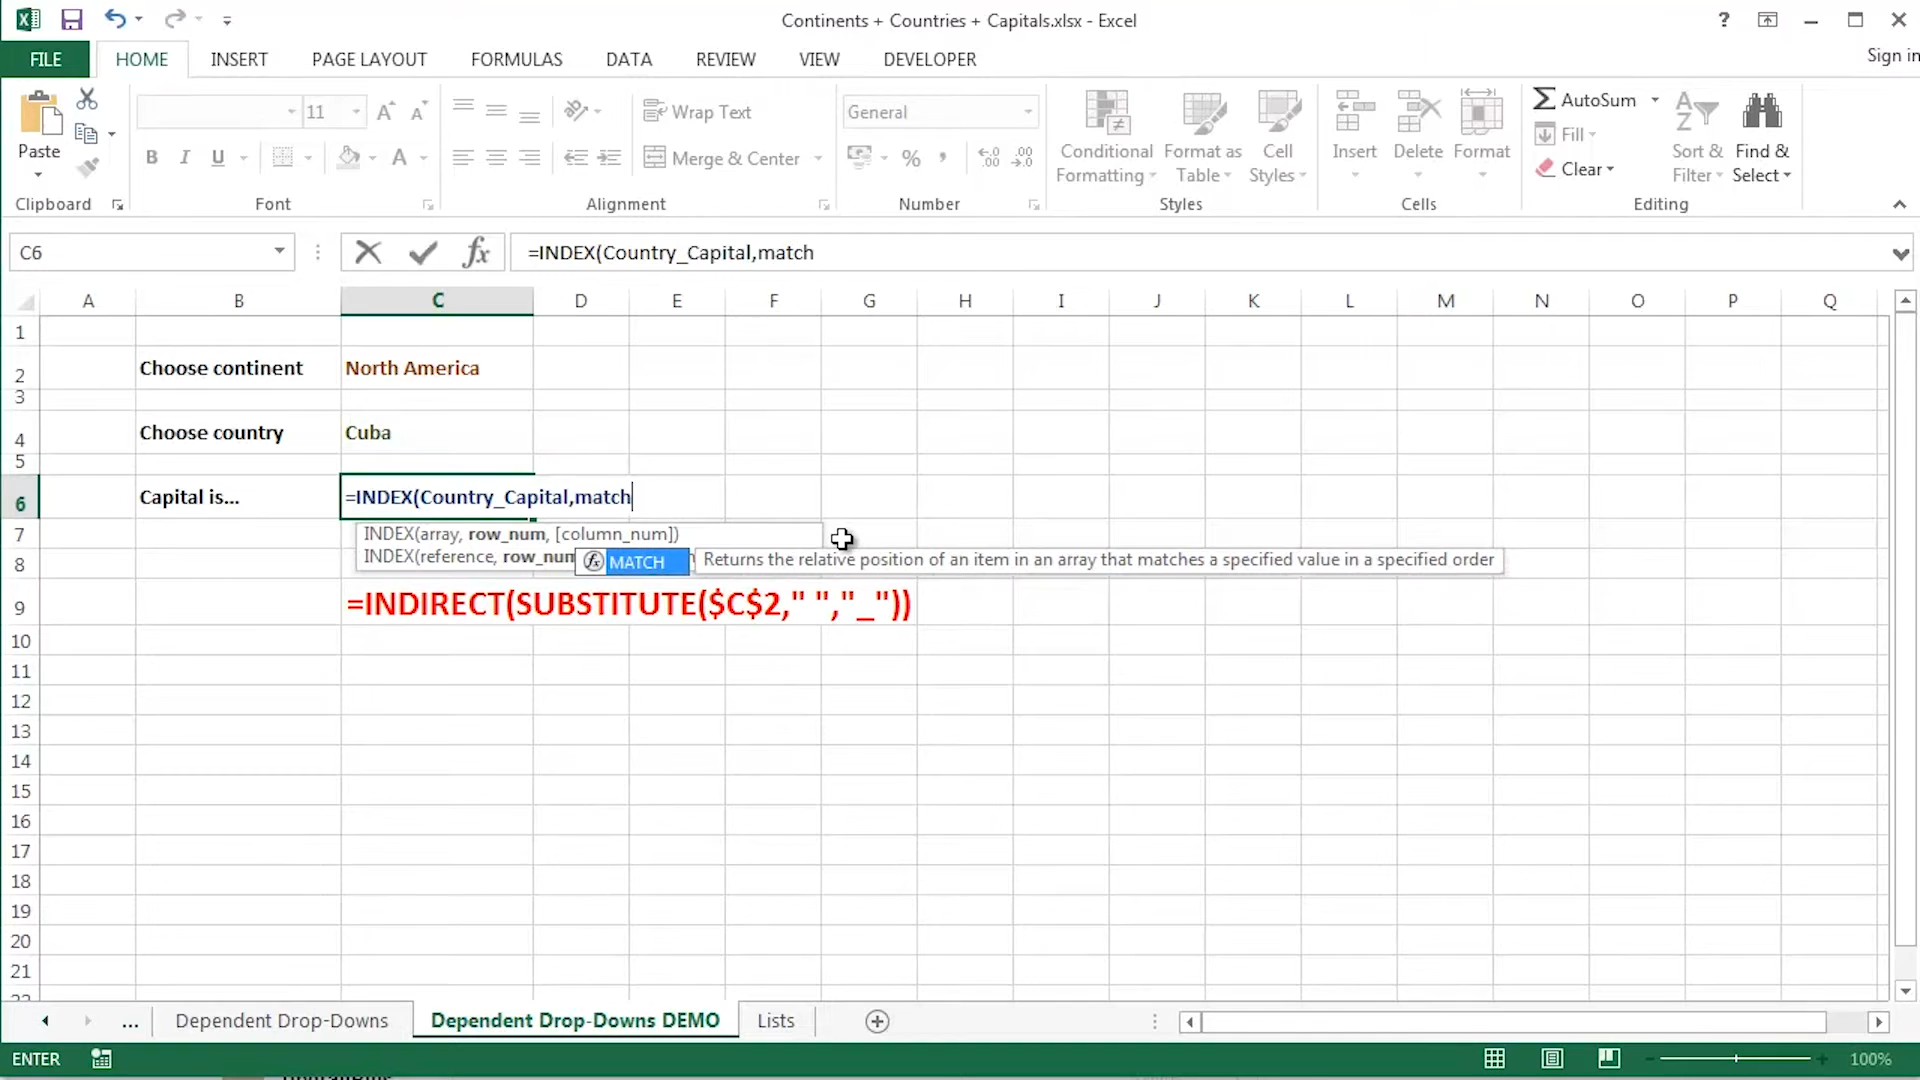 Continents + Countries + Capitals.xlsx - Excel
?
Sign in
FILE HOME INSERT PAGE LAYOUT FORMULAS DATA REVIEW VIEW DEVELOPER
Paste
Clipboard
11
B I U
Font
Wrap Text
Merge & Center
Alignment
General
%
Number
Conditional Formatting
Format as Table
Cell Styles
Styles
Insert
Delete
Format
Cells
AutoSum
Fill
Clear
Sort & Filter
Find & Select
Editing
C6
fx
=INDEX(Country_Capital,match
A B C D E F G H I J K L M N O P Q
1
2 Choose continent North America
3
4 Choose country Cuba
5
6 Capital is... =INDEX(Country_Capital,match
7 INDEX(array, row_num, [column_num])
8 INDEX(reference, row_num
MATCH
Returns the relative position of an item in an array that matches a specified value in a specified order
9 =INDIRECT(SUBSTITUTE($C$2," ","_"))
10
11
12
13
14
15
16
17
18
19
20
21
... Dependent Drop-Downs Dependent Drop-Downs DEMO Lists
ENTER 100%